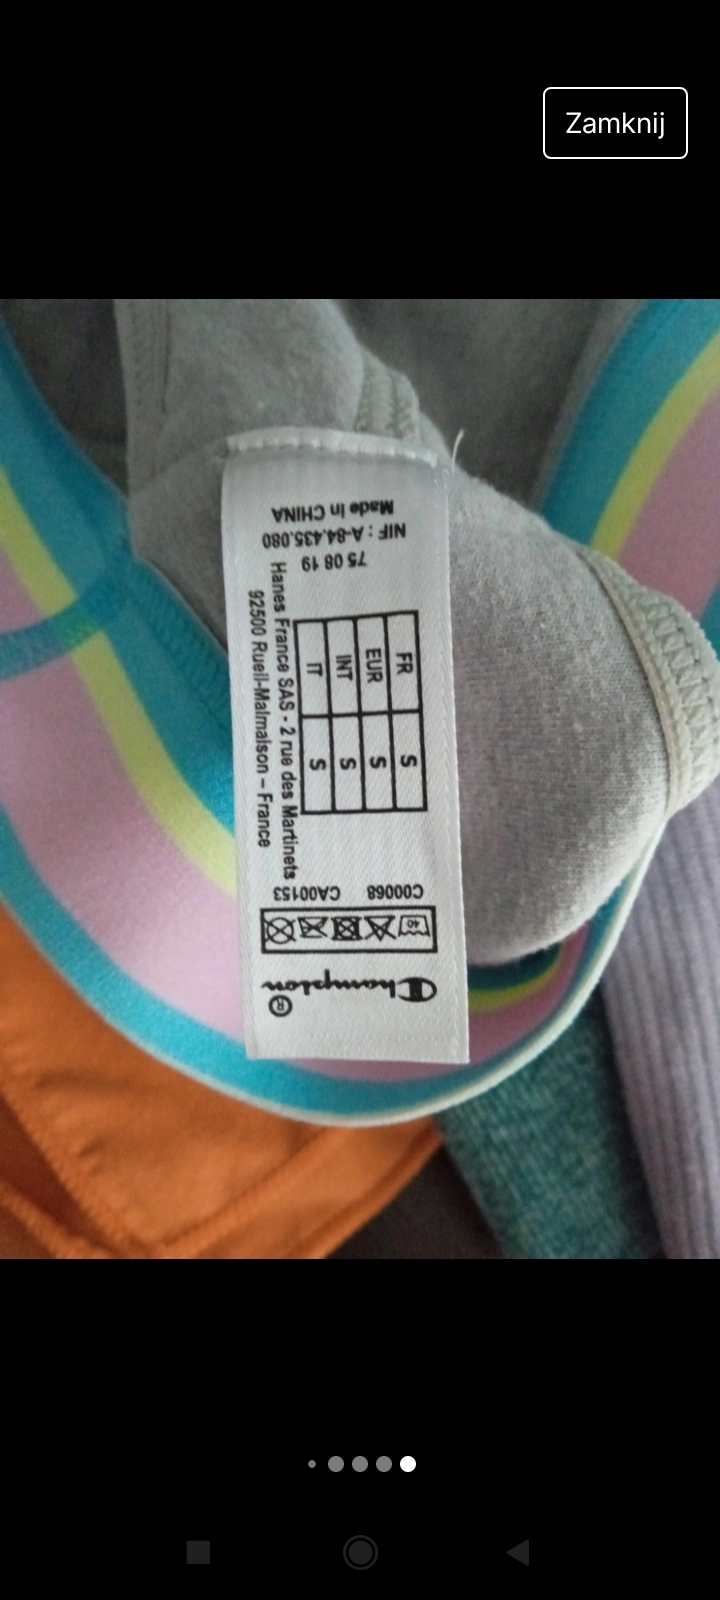 Zamknij
Champion®
40
C00068 CA00153
FR S
EUR S
INT S
IT S
Hanes France SAS - 2 rue des Martinets
92500 Rueil-Malmaison – France
75 08 19
NIF : A-84.435.080
Made in CHINA